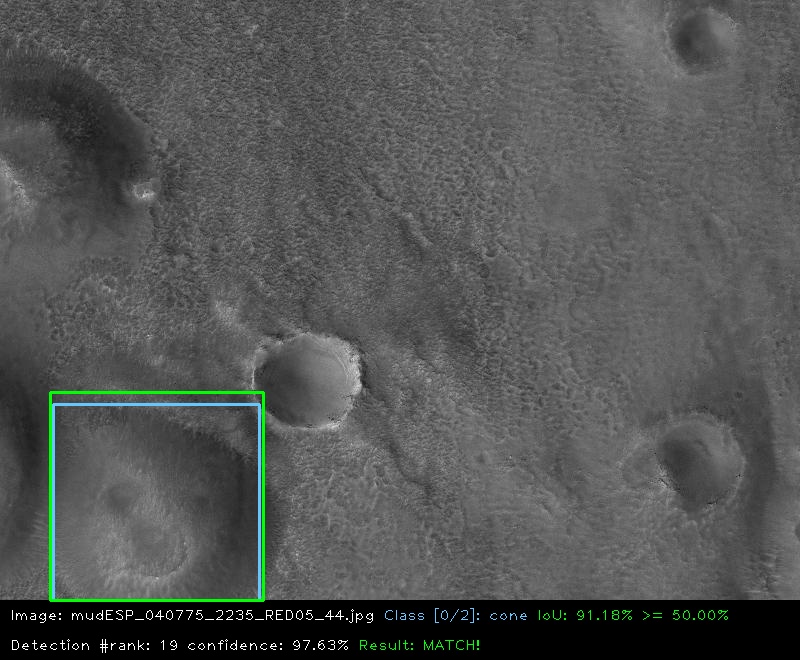 Image: mudESP_040775_2235_RED05_44.jpg Class [0/2]: cone IoU: 91.18% >= 50.00%
Detection #rank: 19 confidence: 97.63% Result: MATCH!